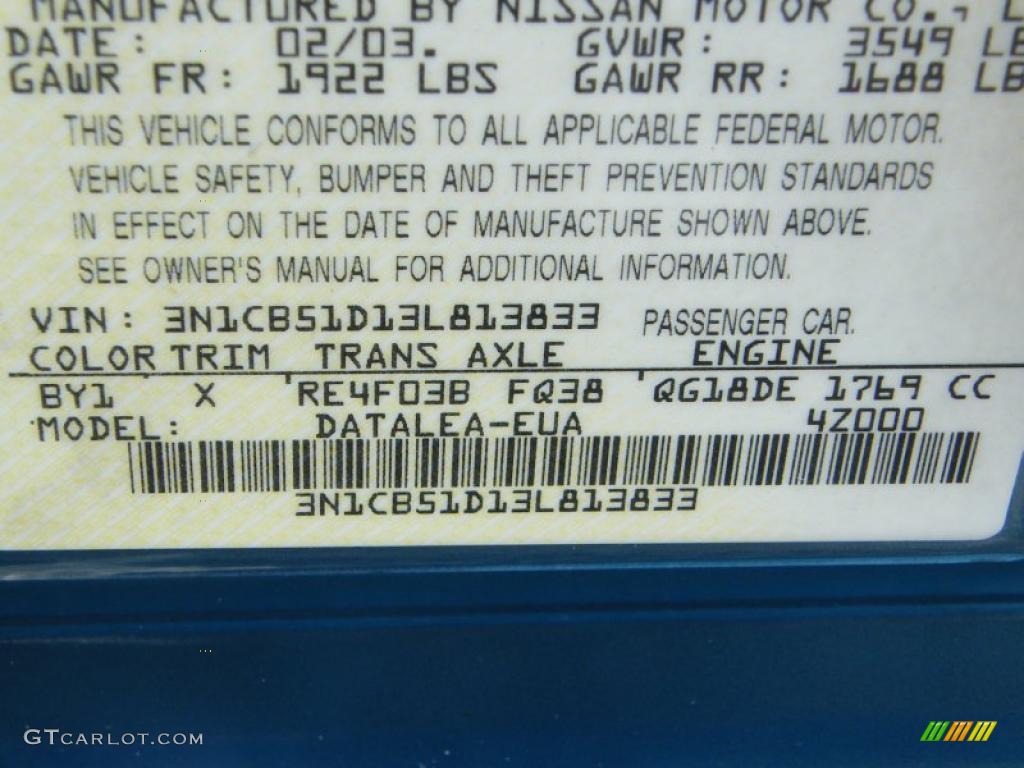 MANUFACTURED BY NISSAN MOTOR CO., L
DATE: 02/03. GVWR: 3549 LB
GAWR FR: 1922 LBS GAWR RR: 1688 LB
THIS VEHICLE CONFORMS TO ALL APPLICABLE FEDERAL MOTOR.
VEHICLE SAFETY, BUMPER AND THEFT PREVENTION STANDARDS
IN EFFECT ON THE DATE OF MANUFACTURE SHOWN ABOVE.
SEE OWNER'S MANUAL FOR ADDITIONAL INFORMATION.
VIN: 3N1CB51D13L813833 PASSENGER CAR.
COLOR TRIM TRANS AXLE ENGINE
BY1 X RE4F03B FQ38 QG18DE 1769 CC
MODEL: DATALEA-EUA 4Z000
3N1CB51D13L813833
GTCARLOT.COM